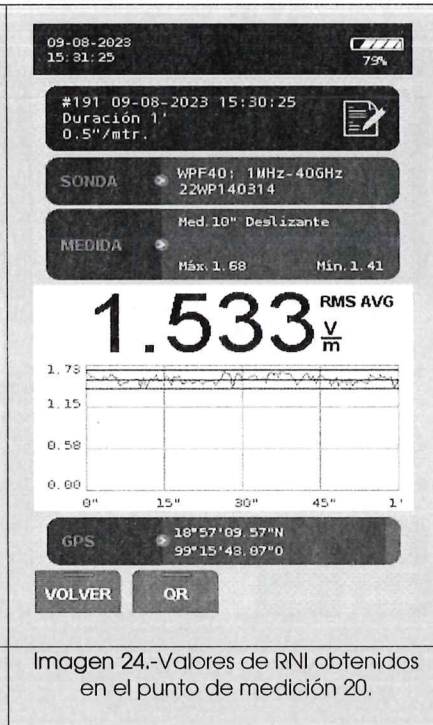 09-08-2023
15:31:25
79%
#191 09-08-2023 15:30:25
Duración 1'
0.5"/mtr.
SONDA
WPF40: 1MHz-40GHz
22WP140314
MEDIDA
Med.10" Deslizante
Máx.1.68 Mín.1.41
1.533 RMS AVG
V/m
1.73
1.15
0.58
0.00
0" 15" 30" 45" 1'
GPS
18°57'09.57"N
99°15'43.87"O
VOLVER QR
Imagen 24.-Valores de RNI obtenidos
en el punto de medición 20.